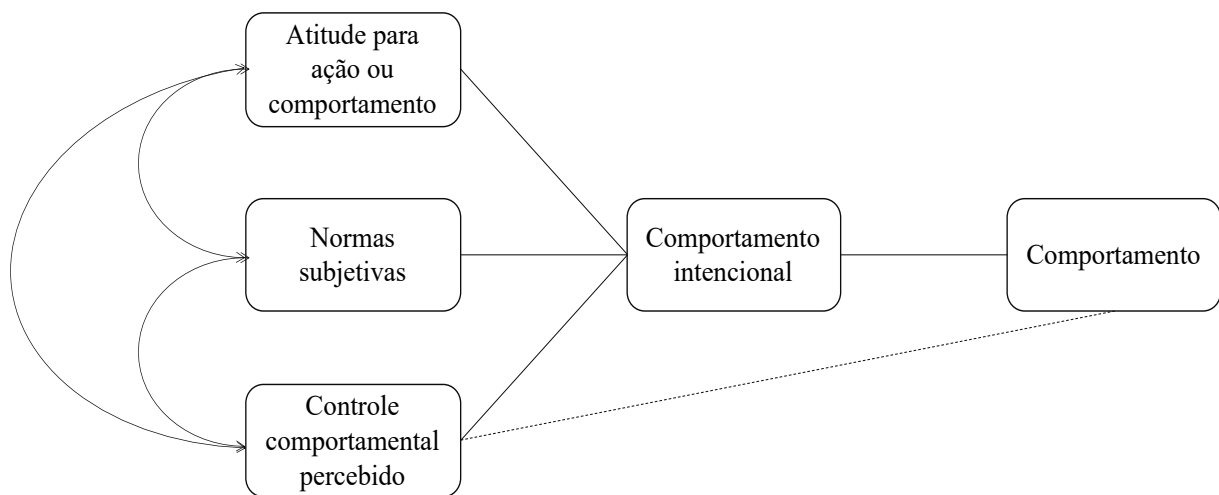 Atitude para
ação ou
comportamento
Normas
subjetivas
Comportamento
intencional
Comportamento
Controle
comportamental
percebido